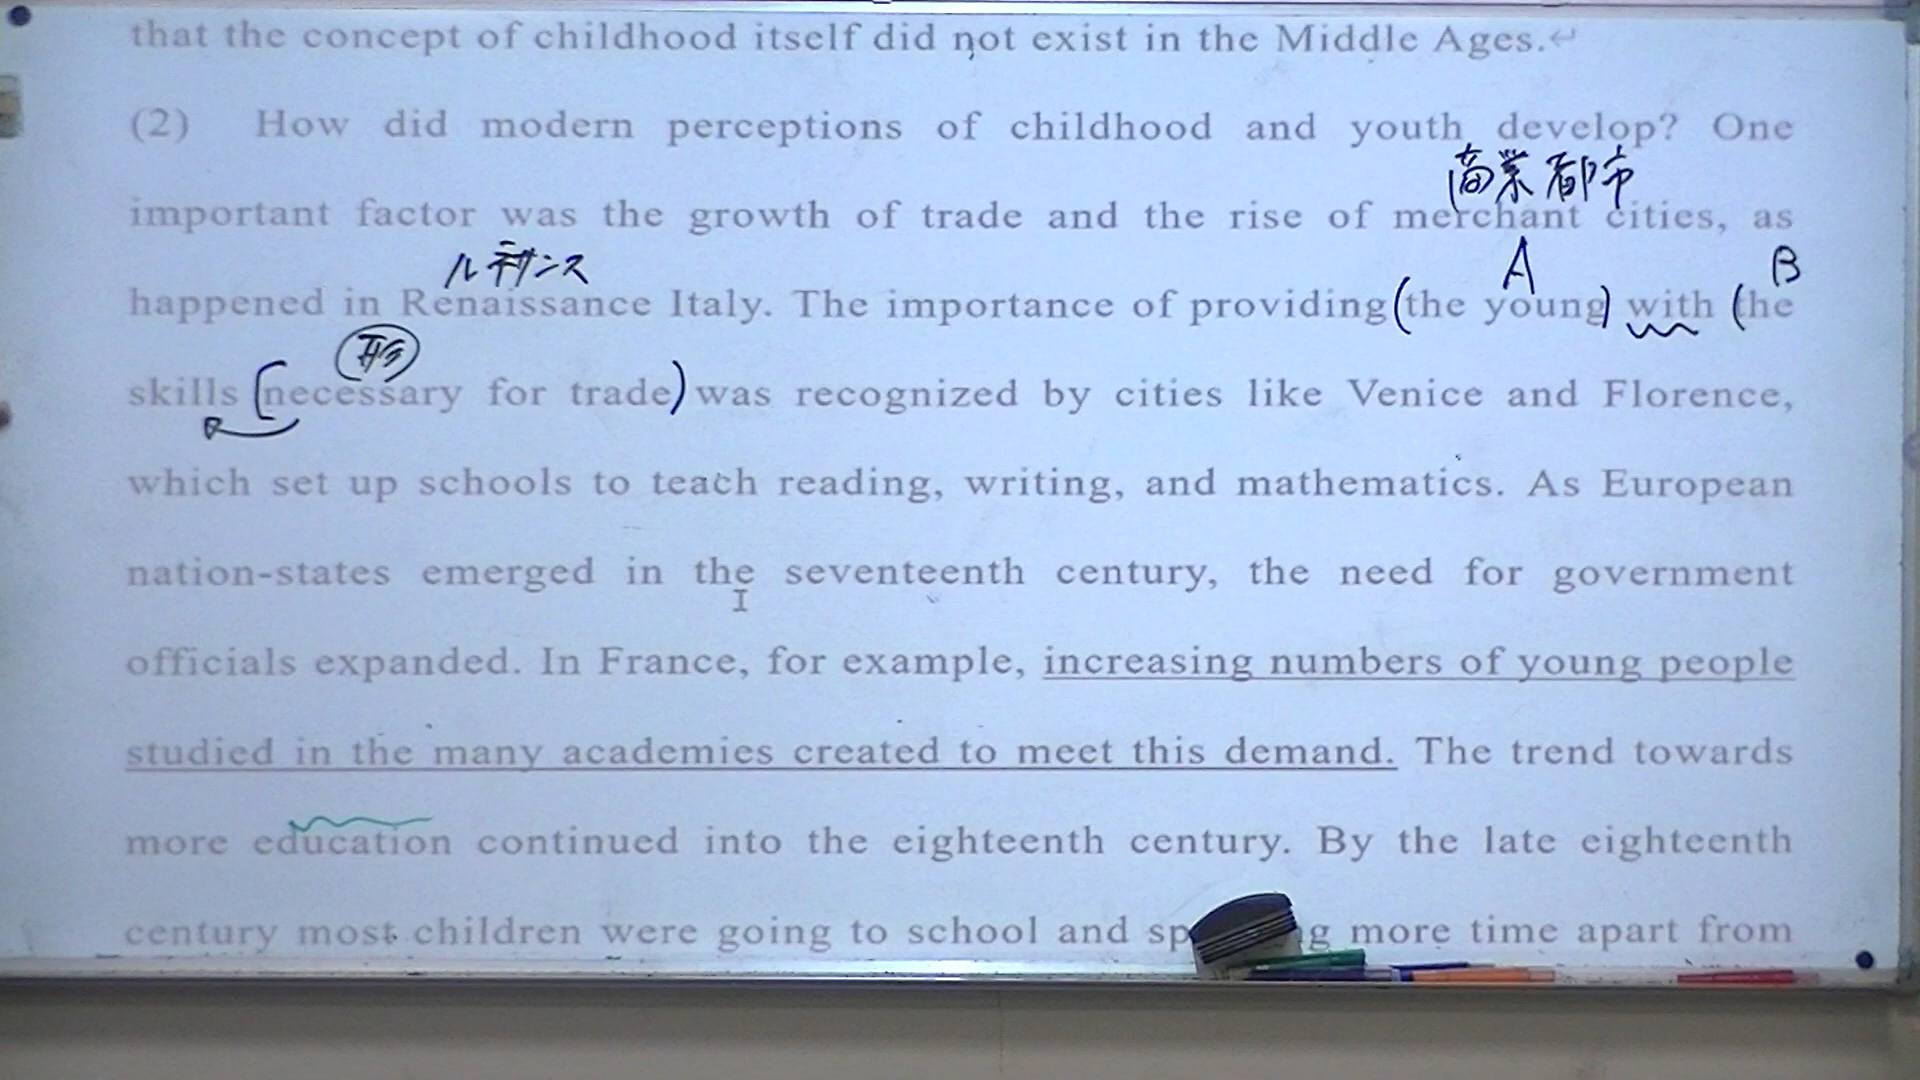 that the concept of childhood itself did not exist in the Middle Ages.↵
(2) How did modern perceptions of childhood and youth develop? One
商業都市
important factor was the growth of trade and the rise of merchant cities, as
ルネサンス A B
happened in Renaissance Italy. The importance of providing (the young) with (the
形
skills (necessary for trade) was recognized by cities like Venice and Florence,
which set up schools to teach reading, writing, and mathematics. As European
nation-states emerged in the seventeenth century, the need for government
officials expanded. In France, for example, increasing numbers of young people
studied in the many academies created to meet this demand. The trend towards
more education continued into the eighteenth century. By the late eighteenth
century most children were going to school and more time apart from